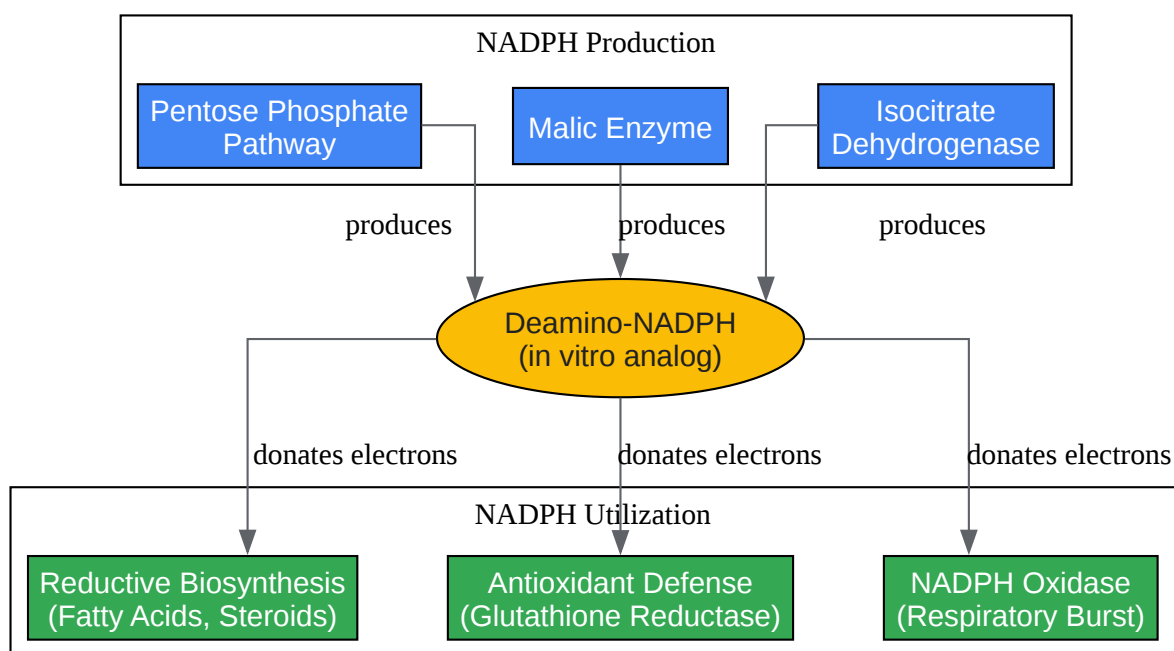 NADPH Production
Pentose Phosphate
Pathway
Malic Enzyme
Isocitrate
Dehydrogenase
produces
produces
produces
Deamino-NADPH
(in vitro analog)
donates electrons
donates electrons
donates electrons
NADPH Utilization
Reductive Biosynthesis
(Fatty Acids, Steroids)
Antioxidant Defense
(Glutathione Reductase)
NADPH Oxidase
(Respiratory Burst)